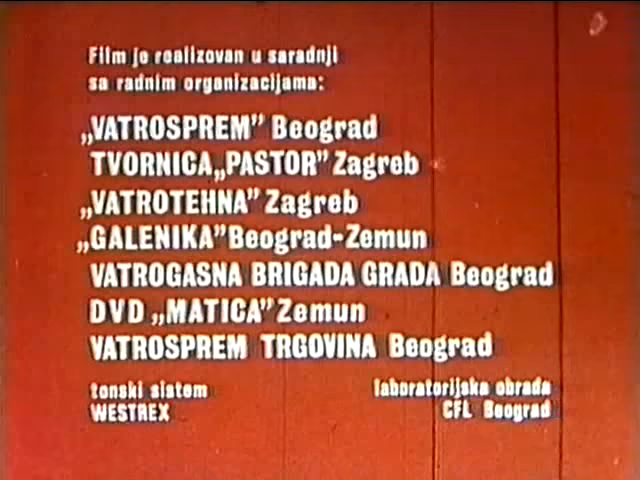 Film je realizovan u saradnji
sa radnim organizacijama:
„VATROSPREM” Beograd
TVORNICA „PASTOR” Zagreb
„VATROTEHNA” Zagreb
„GALENIKA” Beograd-Zemun
VATROGASNA BRIGADA GRADA Beograd
DVD „MATICA” Zemun
VATROSPREM TRGOVINA Beograd
tonski sistem laboratorijska obrada
WESTREX CFL Beograd